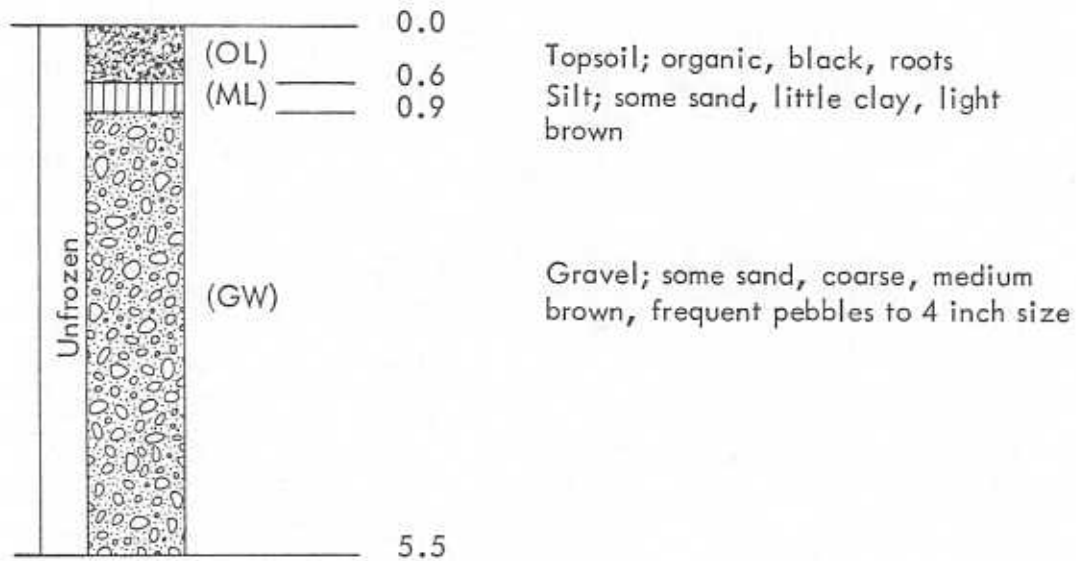 0.0
(OL)
Topsoil; organic, black, roots
0.6
(ML)
Silt; some sand, little clay, light
0.9
brown
Unfrozen
(GW)
Gravel; some sand, coarse, medium
brown, frequent pebbles to 4 inch size
5.5